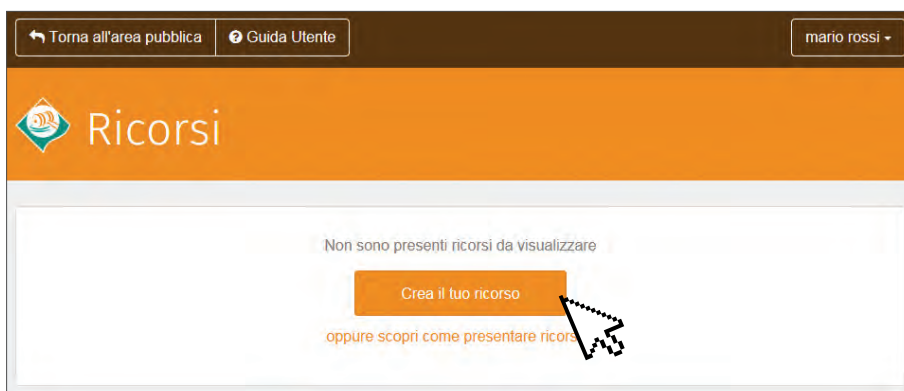 Torna all'area pubblica Guida Utente mario rossi
Ricorsi
Non sono presenti ricorsi da visualizzare
Crea il tuo ricorso
oppure scopri come presentare ricors